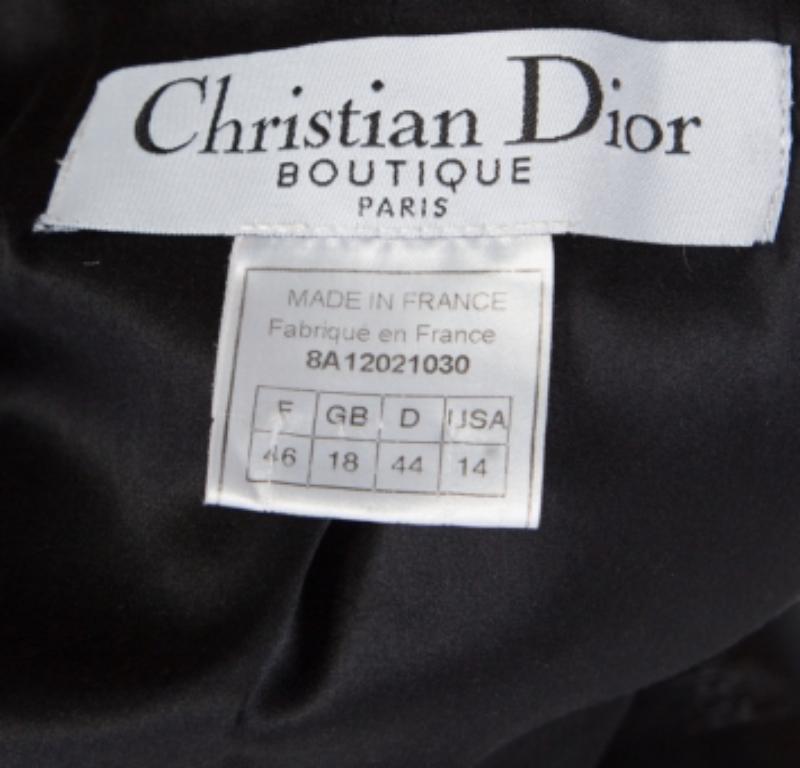 Christian Dior
BOUTIQUE
PARIS
MADE IN FRANCE
Fabriqué en France
8A12021030
F GB D USA
46 18 44 14